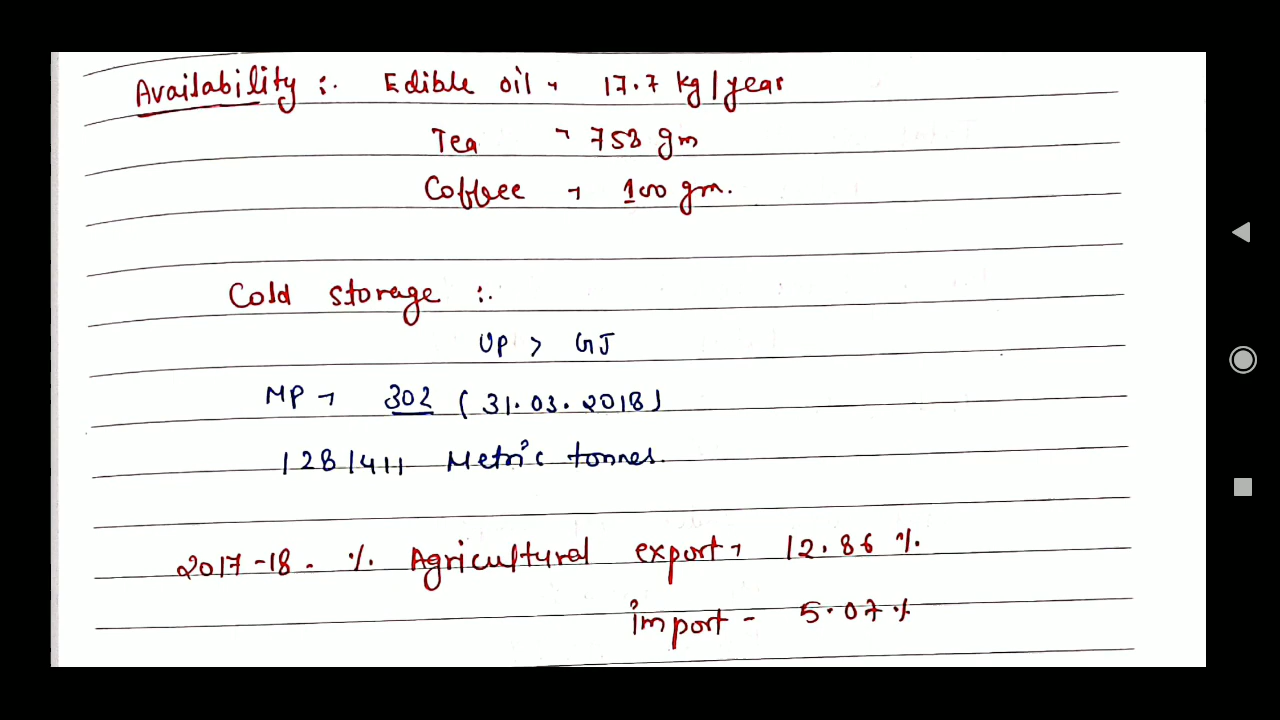 Availability :. Edible oil → 17.7 kg/year
Tea → 753 gm
Coffee → 100 gm.
Cold storage :.
UP > GJ
MP → 302 (31.03.2018)
1281411 Metric tonnes.
2017-18 - % Agricultural export → 12.86 %.
import - 5.07 %